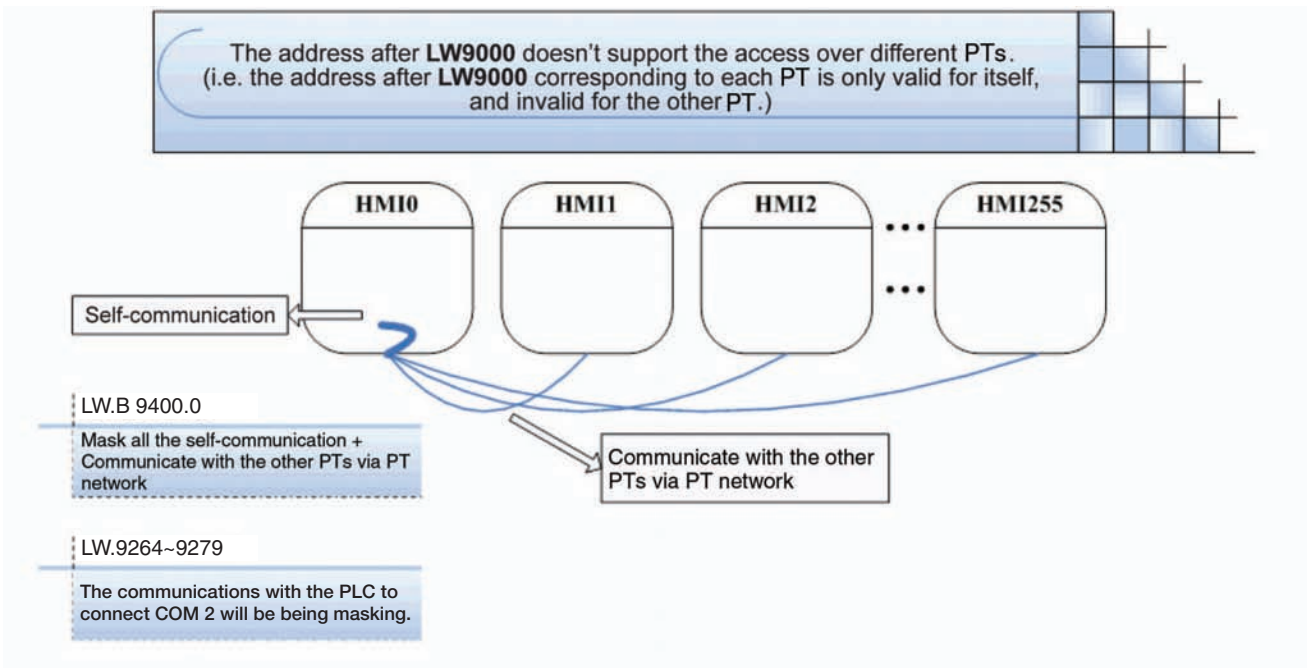 The address after LW9000 doesn't support the access over different PTs.
(i.e. the address after LW9000 corresponding to each PT is only valid for itself,
and invalid for the other PT.)
HMI0 HMI1 HMI2 ••• HMI255
•••
Self-communication
LW.B 9400.0
Mask all the self-communication +
Communicate with the other PTs via PT
network
Communicate with the other
PTs via PT network
LW.9264~9279
The communications with the PLC to
connect COM 2 will be being masking.